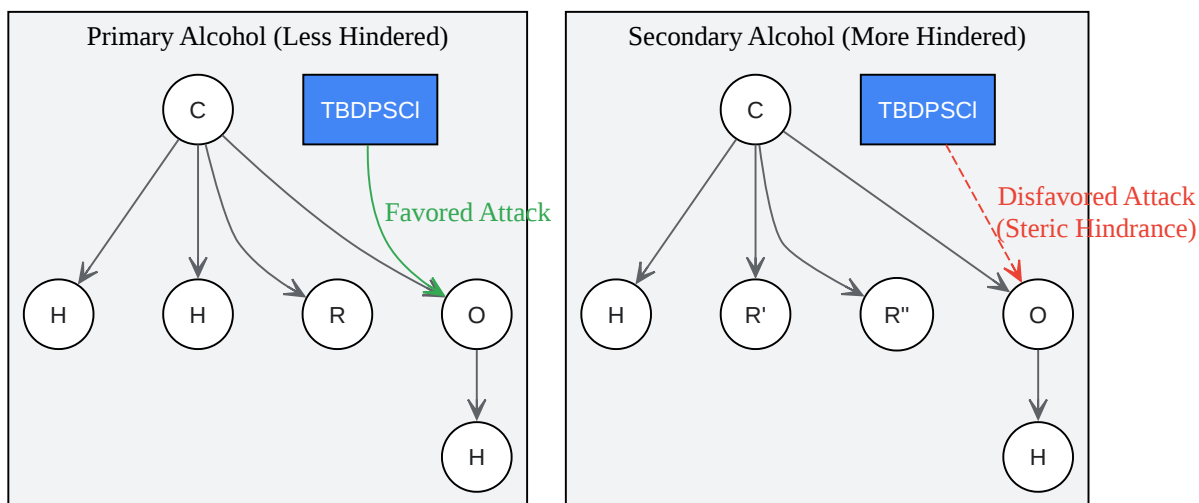 Primary Alcohol (Less Hindered)
C
TBDPSCl
Favored Attack
H
H
R
O
H
Secondary Alcohol (More Hindered)
C
TBDPSCl
Disfavored Attack
(Steric Hindrance)
H
R'
R"
O
H